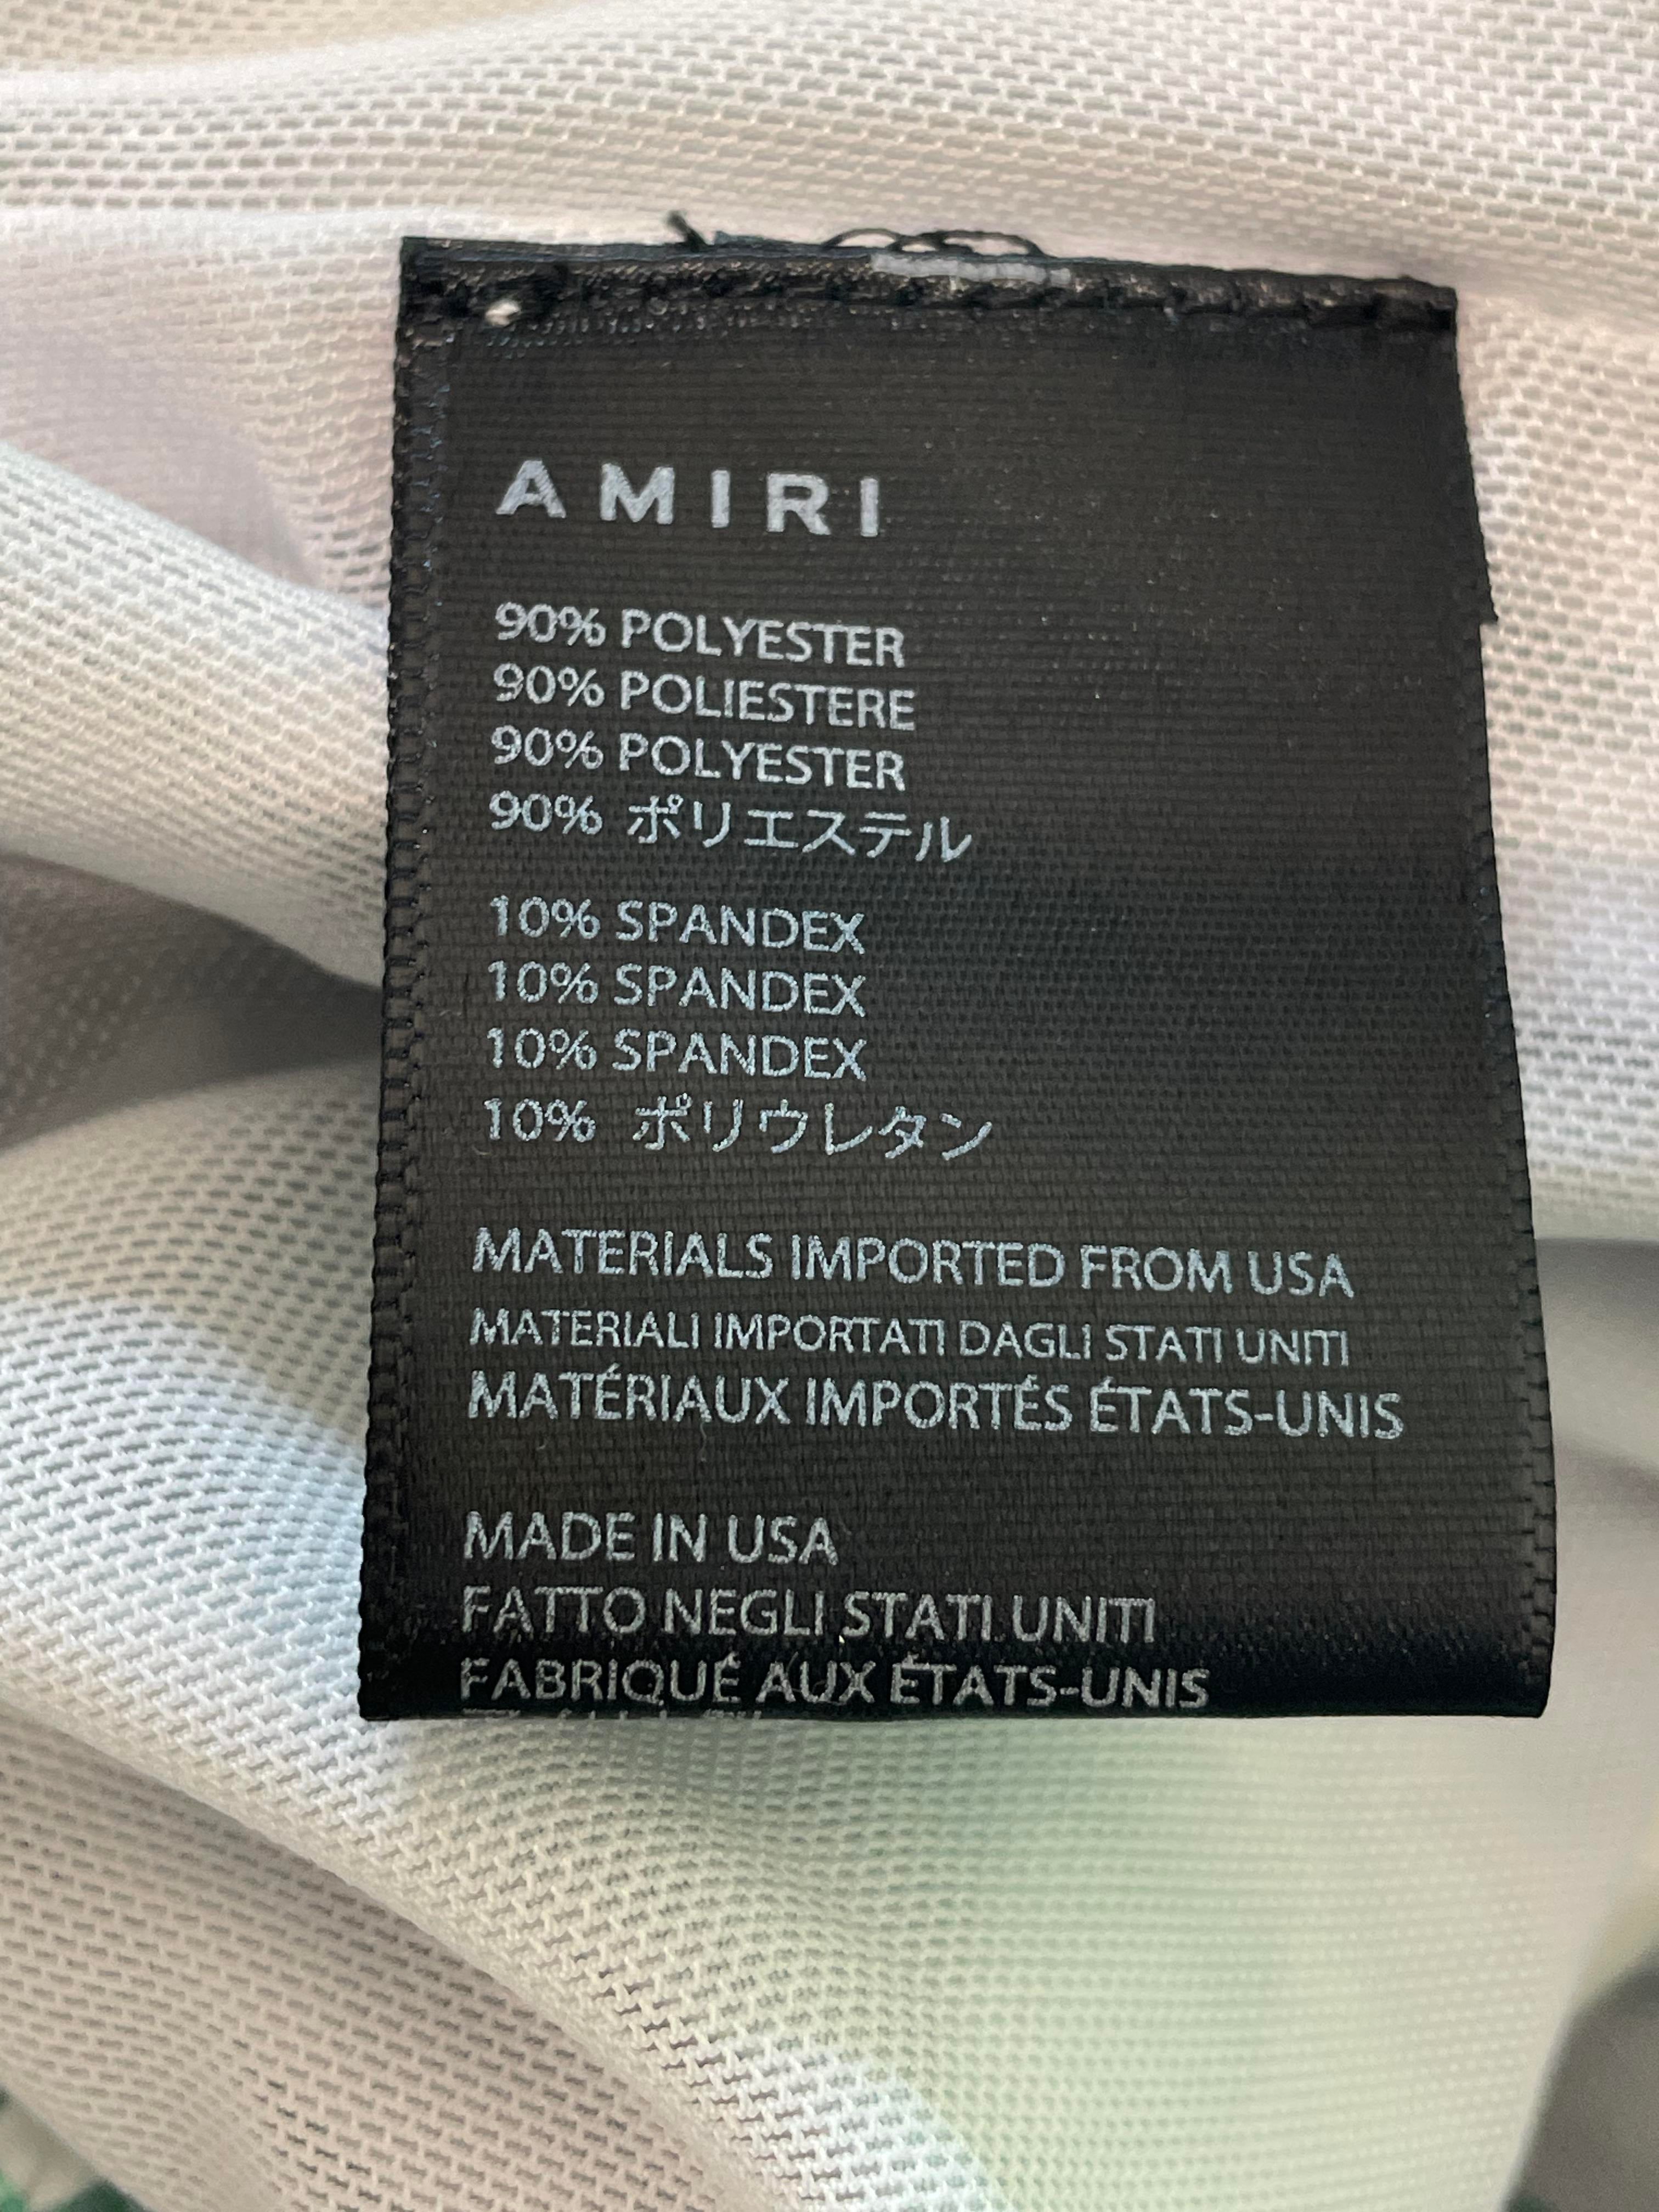 AMIRI
90% POLYESTER
90% POLIESTERE
90% POLYESTER
90% ポリエステル
10% SPANDEX
10% SPANDEX
10% SPANDEX
10% ポリウレタン
MATERIALS IMPORTED FROM USA
MATERIALI IMPORTATI DAGLI STATI UNITI
MATÉRIAUX IMPORTÉS ÉTATS-UNIS
MADE IN USA
FATTO NEGLI STATI UNITI
FABRIQUÉ AUX ÉTATS-UNIS